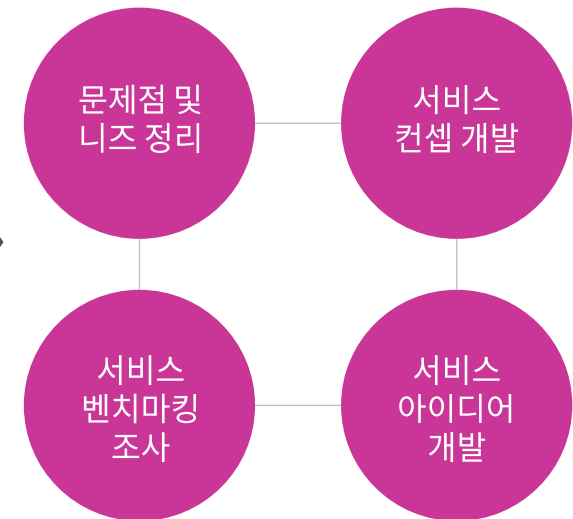 문제점 및
니즈 정리
서비스
컨셉 개발
서비스
벤치마킹
조사
서비스
아이디어
개발